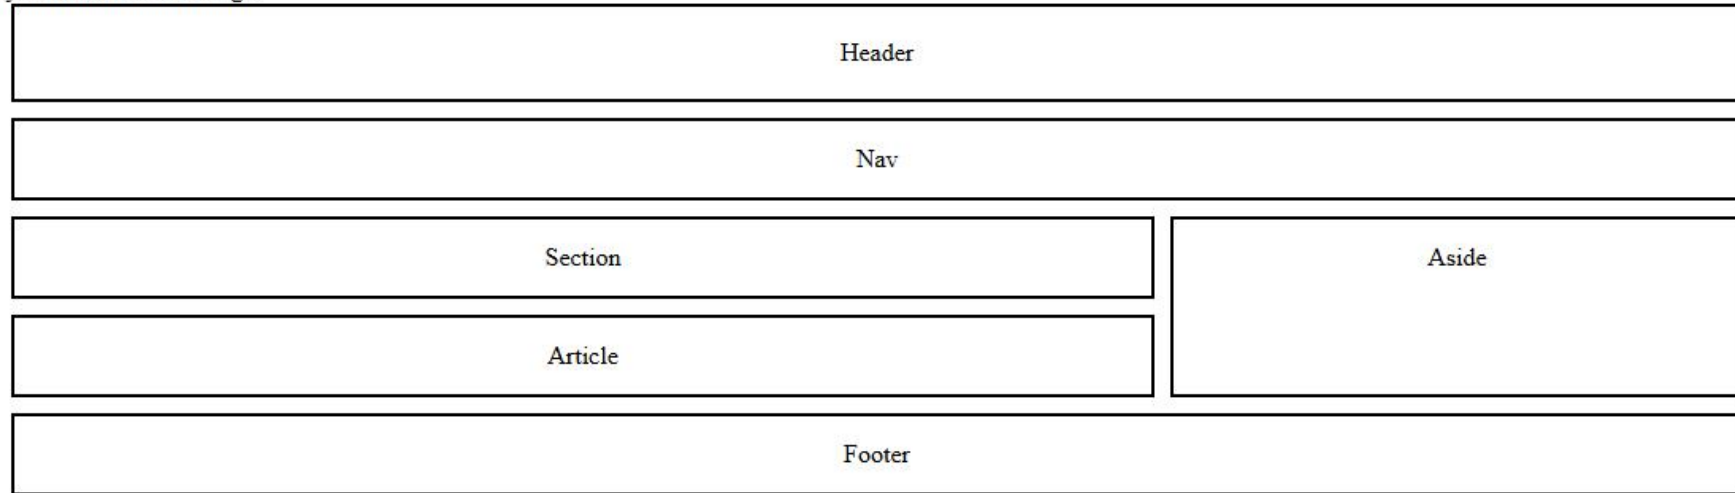 Header
Nav
Section
Aside
Article
Footer